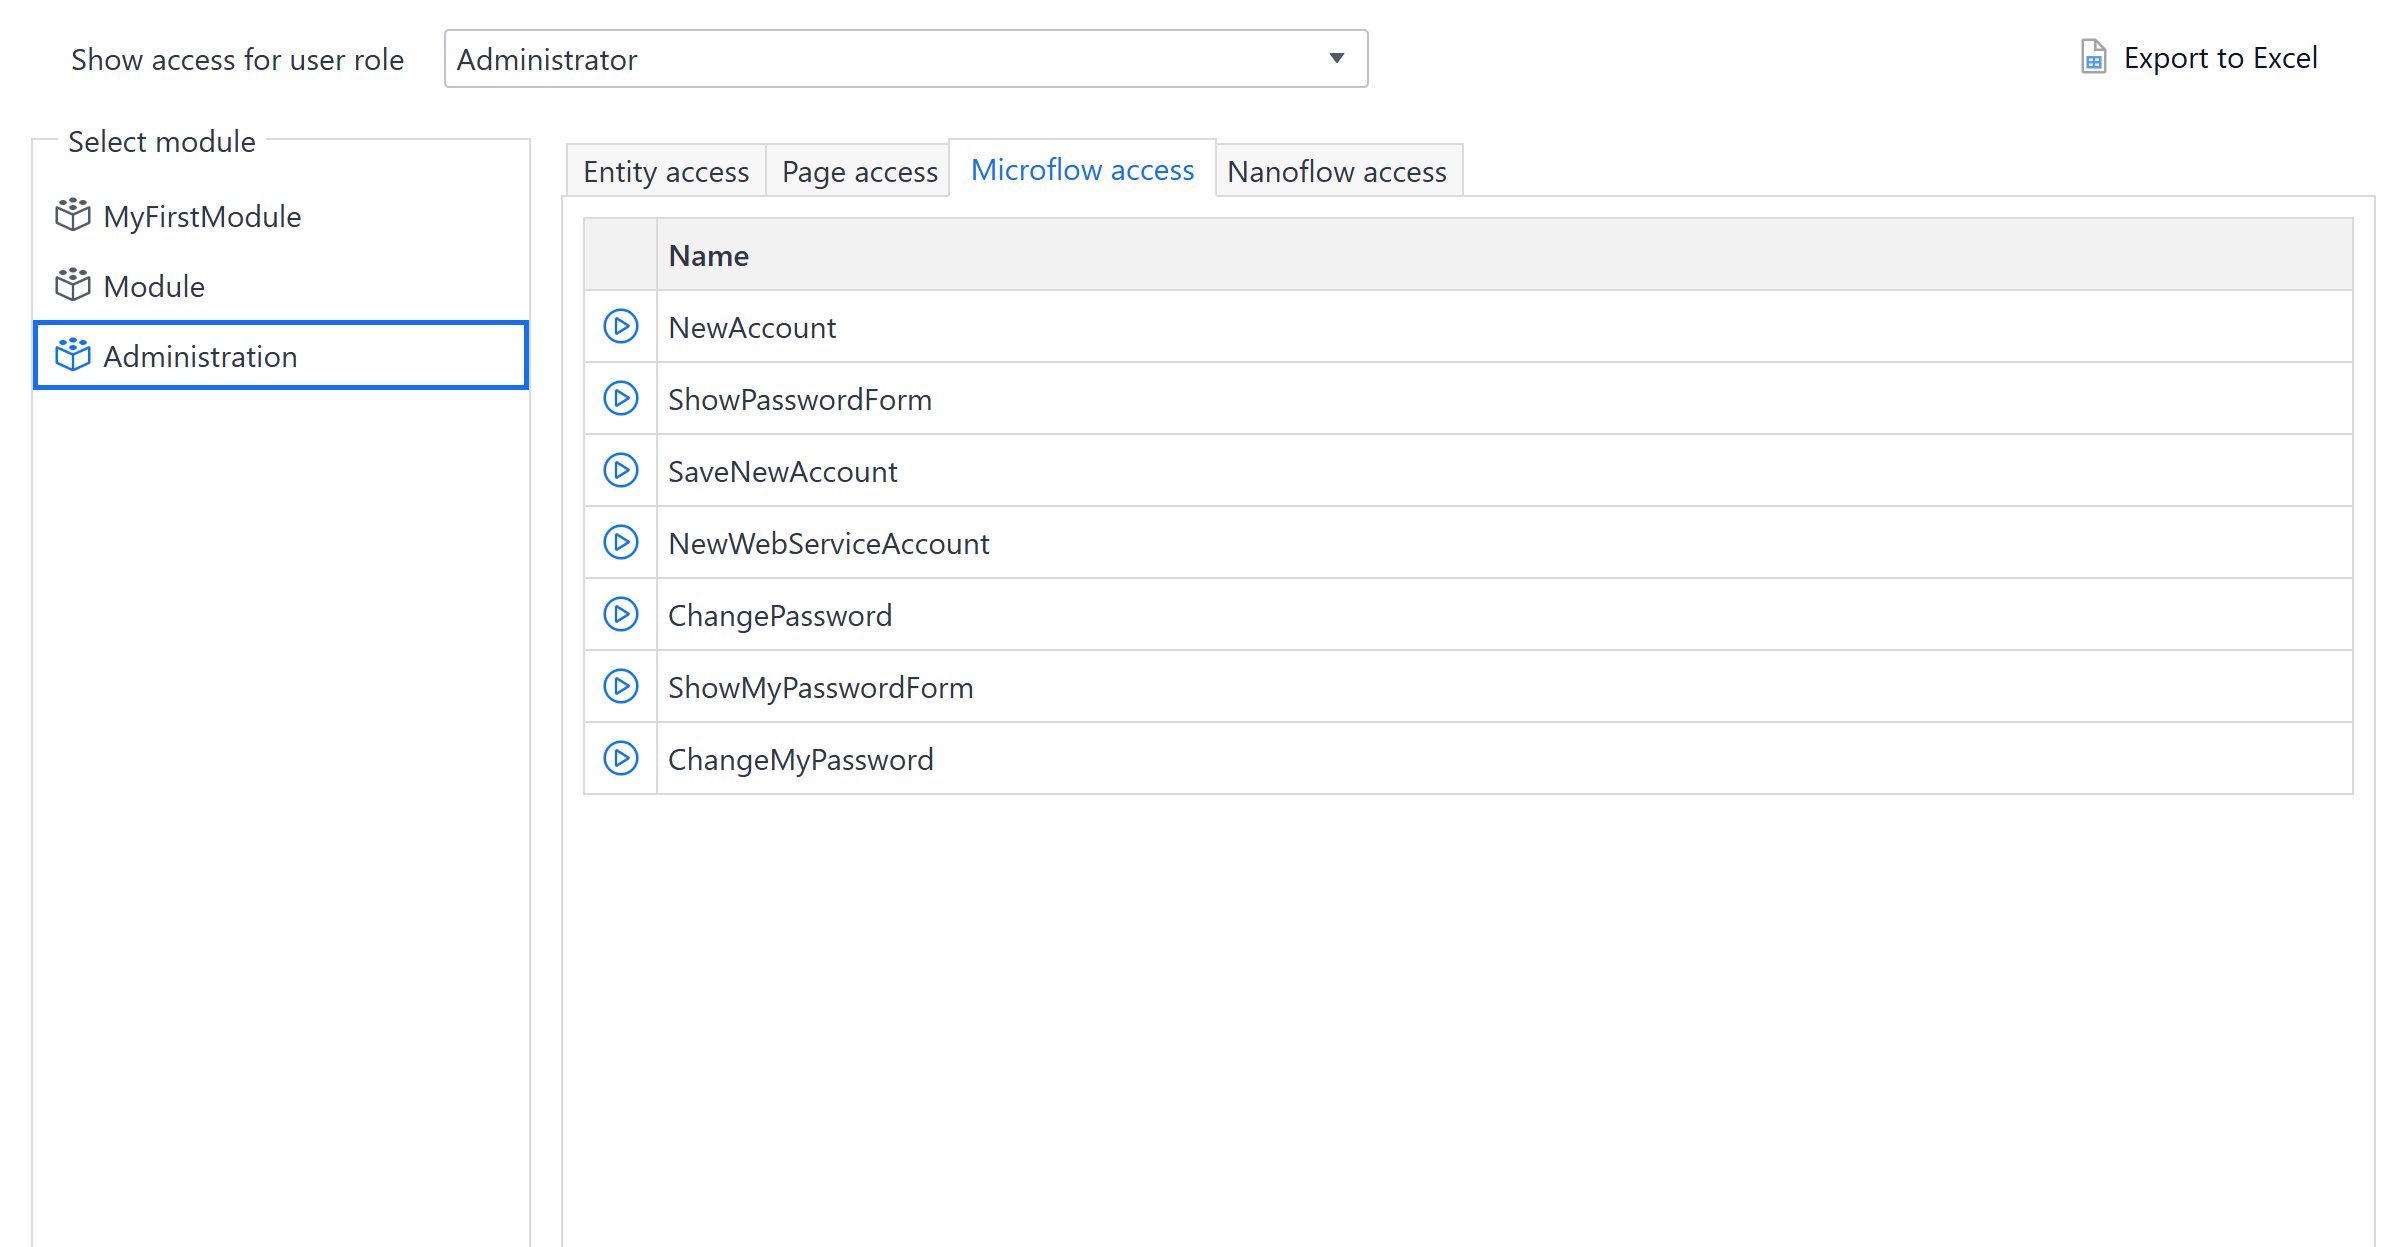 Show access for user role
Administrator
Export to Excel
Select module
MyFirstModule
Module
Administration
Entity access
Page access
Microflow access
Nanoflow access
Name
NewAccount
ShowPasswordForm
SaveNewAccount
NewWebServiceAccount
ChangePassword
ShowMyPasswordForm
ChangeMyPassword